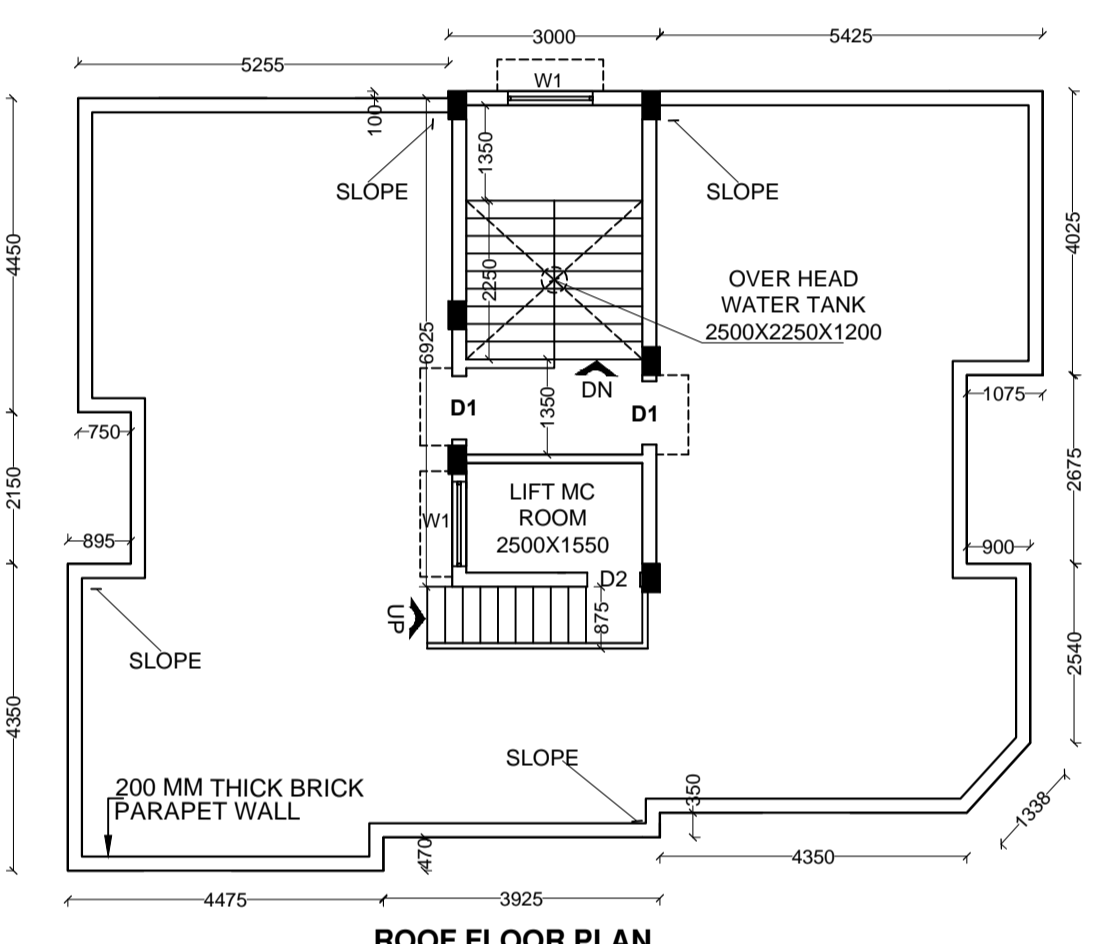 3000
5425
5255
W1
100
1350
SLOPE
SLOPE
4450
4025
2250
OVER HEAD
WATER TANK
2500X2250X1200
6925
DN
1350
D1
D1
1075
750
2150
2675
LIFT MC
ROOM
2500X1550
W1
895
900
D2
875
UP
SLOPE
2540
4350
SLOPE
200 MM THICK BRICK
PARAPET WALL
350
1338
470
4350
4475
3925
ROOF FLOOR PLAN